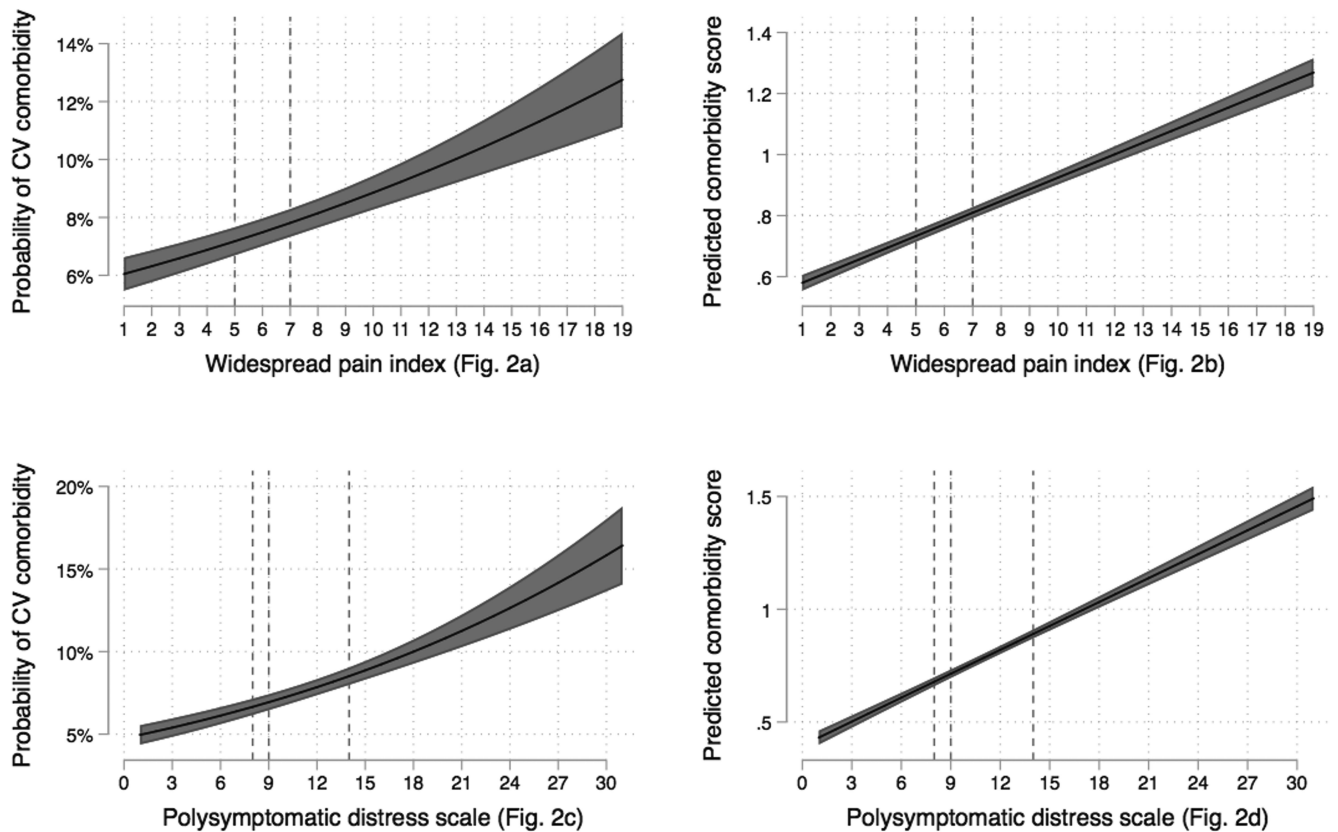 Probability of CV comorbidity
14%
12%
10%
8%
6%
1 2 3 4 5 6 7 8 9 10 11 12 13 14 15 16 17 18 19
Widespread pain index (Fig. 2a)
Predicted comorbidity score
1.4
1.2
1
.8
.6
1 2 3 4 5 6 7 8 9 10 11 12 13 14 15 16 17 18 19
Widespread pain index (Fig. 2b)
Probability of CV comorbidity
20%
15%
10%
5%
0 3 6 8 9 12 14 15 18 21 24 27 30
Polysymptomatic distress scale (Fig. 2c)
Predicted comorbidity score
1.5
1
.5
0 3 6 8 9 12 14 15 18 21 24 27 30
Polysymptomatic distress scale (Fig. 2d)